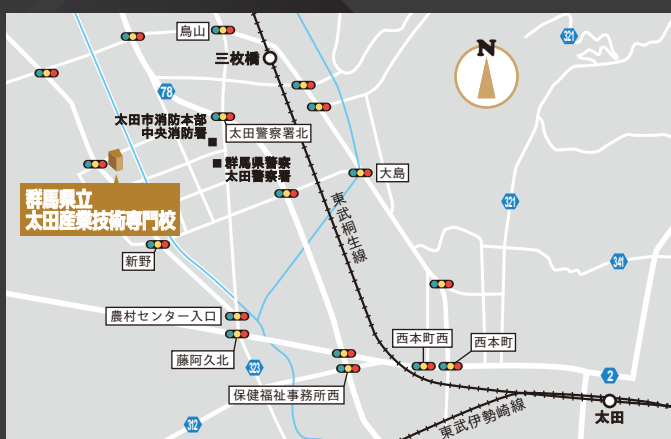 鳥山
321
三枚橋
N
78
太田市消防本部
中央消防署
太田警察署北
群馬県警察
太田警察署
大島
群馬県立
太田産業技術専門校
東武桐生線
321
新野
341
農村センター入口
西本町西
西本町
藤阿久北
323
2
保健福祉事務所西
太田
312
東武伊勢崎線